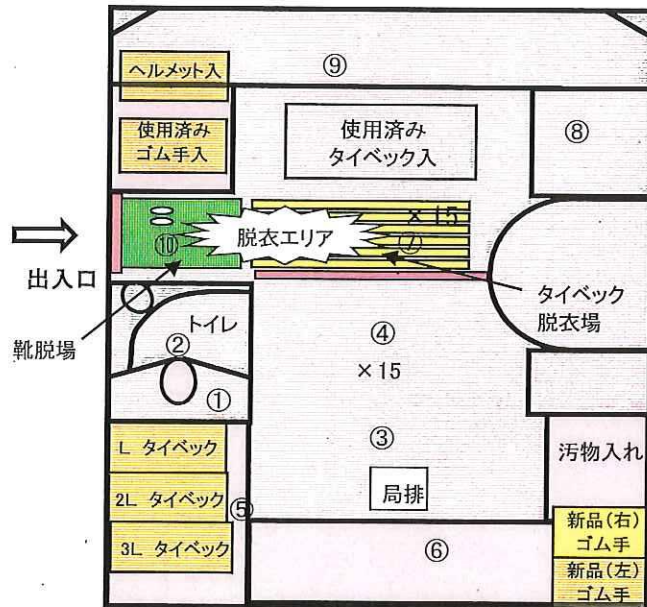 ⑨
ヘルメット入
使用済み
ゴム手入
使用済み
タイベック入
⑧
×15
脱衣エリア
⑩
⑦
出入口
靴脱場
トイレ
②
①
タイベック
脱衣場
④
×15
③
局排
L タイベック
2L タイベック
3L タイベック
⑤
⑥
汚物入れ
新品(右)
ゴム手
新品(左)
ゴム手